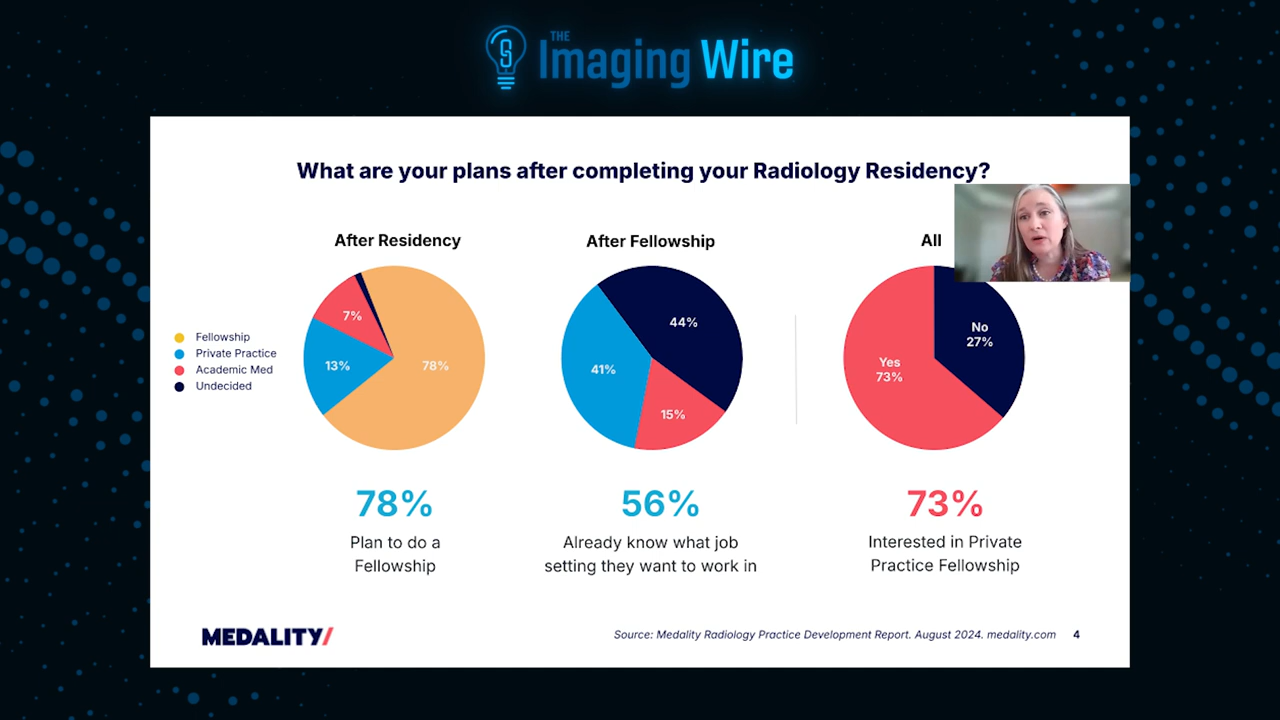 THE
Imaging Wire
What are your plans after completing your Radiology Residency?
After Residency
After Fellowship
All
Fellowship
Private Practice
Academic Med
Undecided
7%
13%
78%
44%
41%
15%
No
27%
Yes
73%
78%
Plan to do a
Fellowship
56%
Already know what job
setting they want to work in
73%
Interested in Private
Practice Fellowship
MEDALITY/
Source: Medality Radiology Practice Development Report. August 2024. medality.com
4